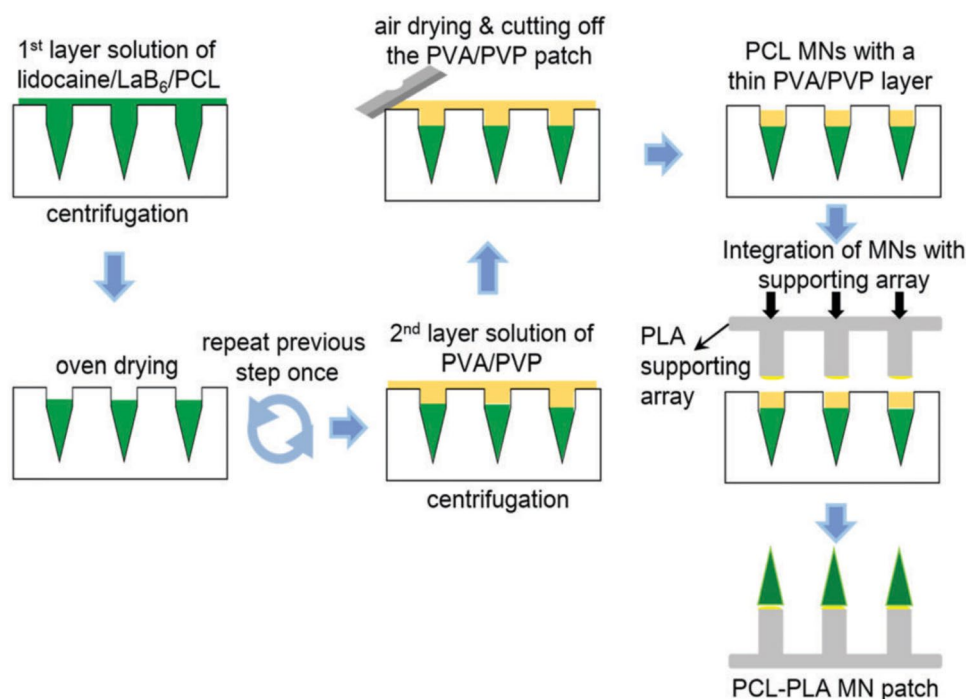 1st layer solution of
lidocaine/LaB6/PCL
centrifugation
oven drying
repeat previous
step once
2nd layer solution of
PVA/PVP
centrifugation
air drying & cutting off
the PVA/PVP patch
PCL MNs with a
thin PVA/PVP layer
Integration of MNs with
supporting array
PLA
supporting
array
PCL-PLA MN patch